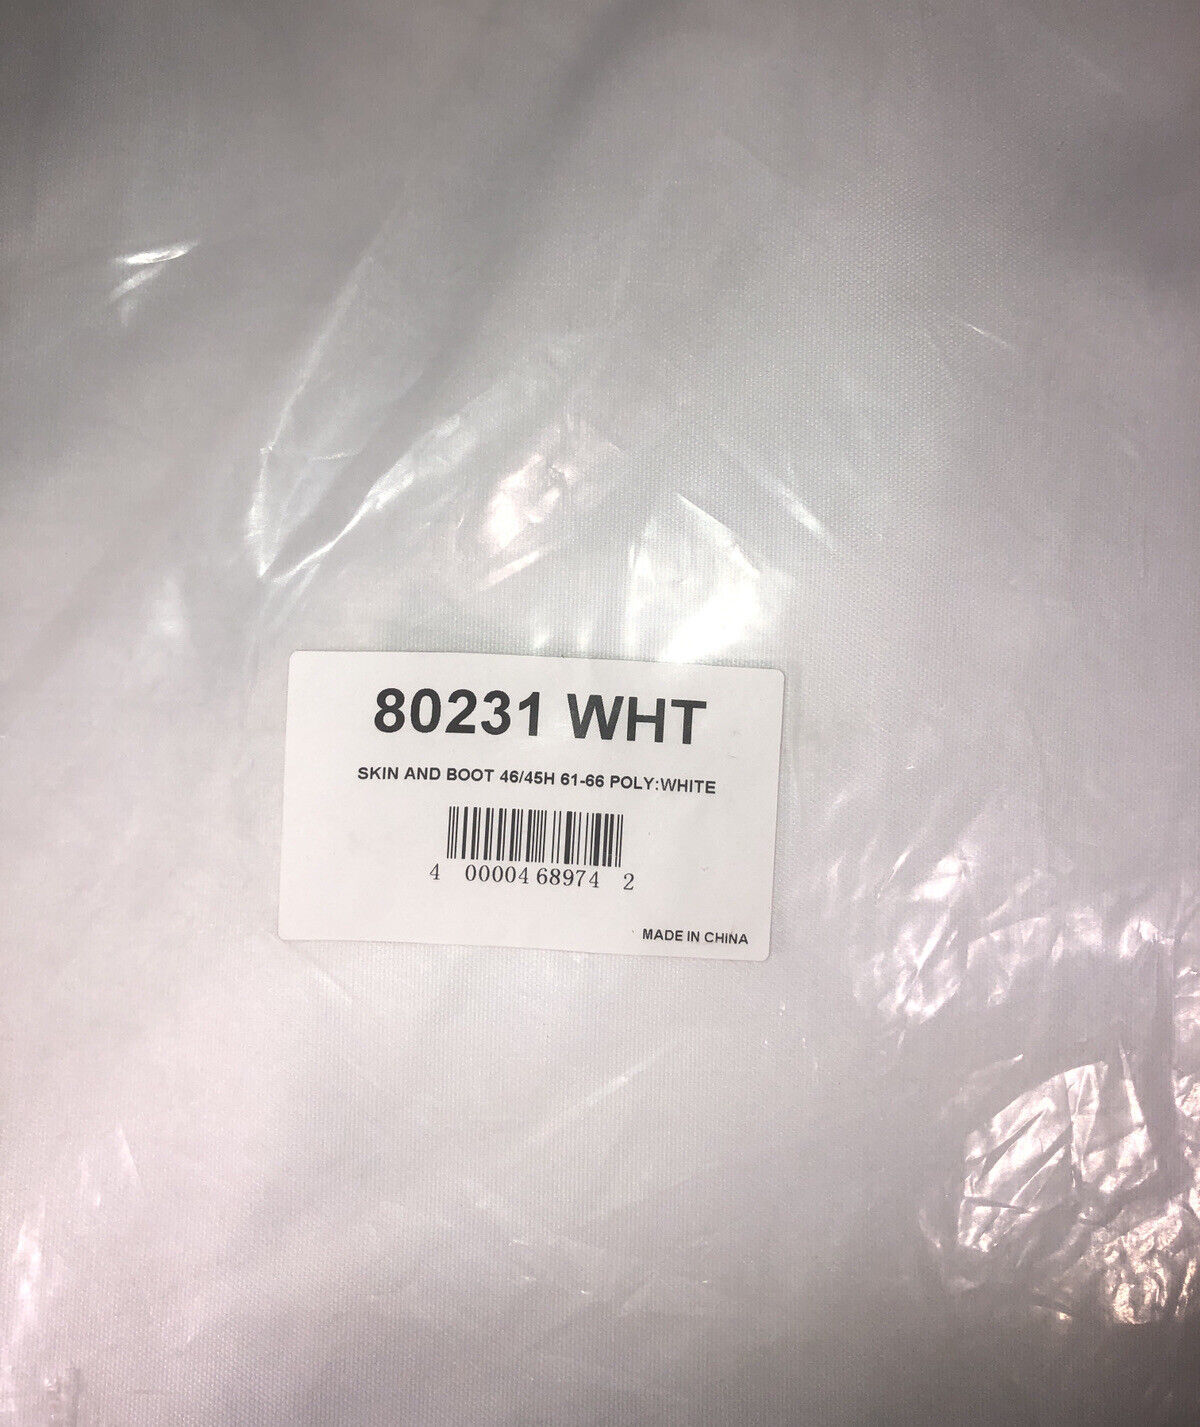 80231 WHT
SKIN AND BOOT 46/45H 61-66 POLY:WHITE
4 00004 68974 2
MADE IN CHINA